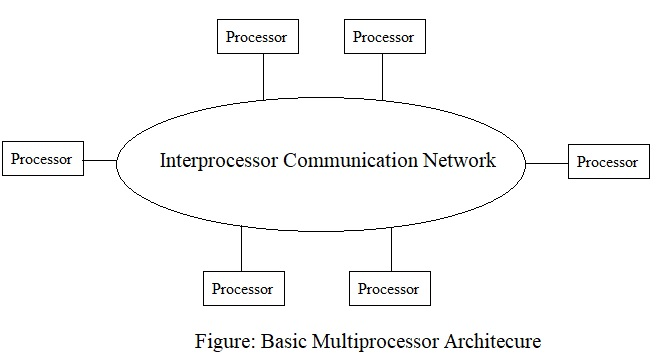 Processor
Processor
Processor
Interprocessor Communication Network
Processor
Processor
Processor
Figure: Basic Multiprocessor Architecure